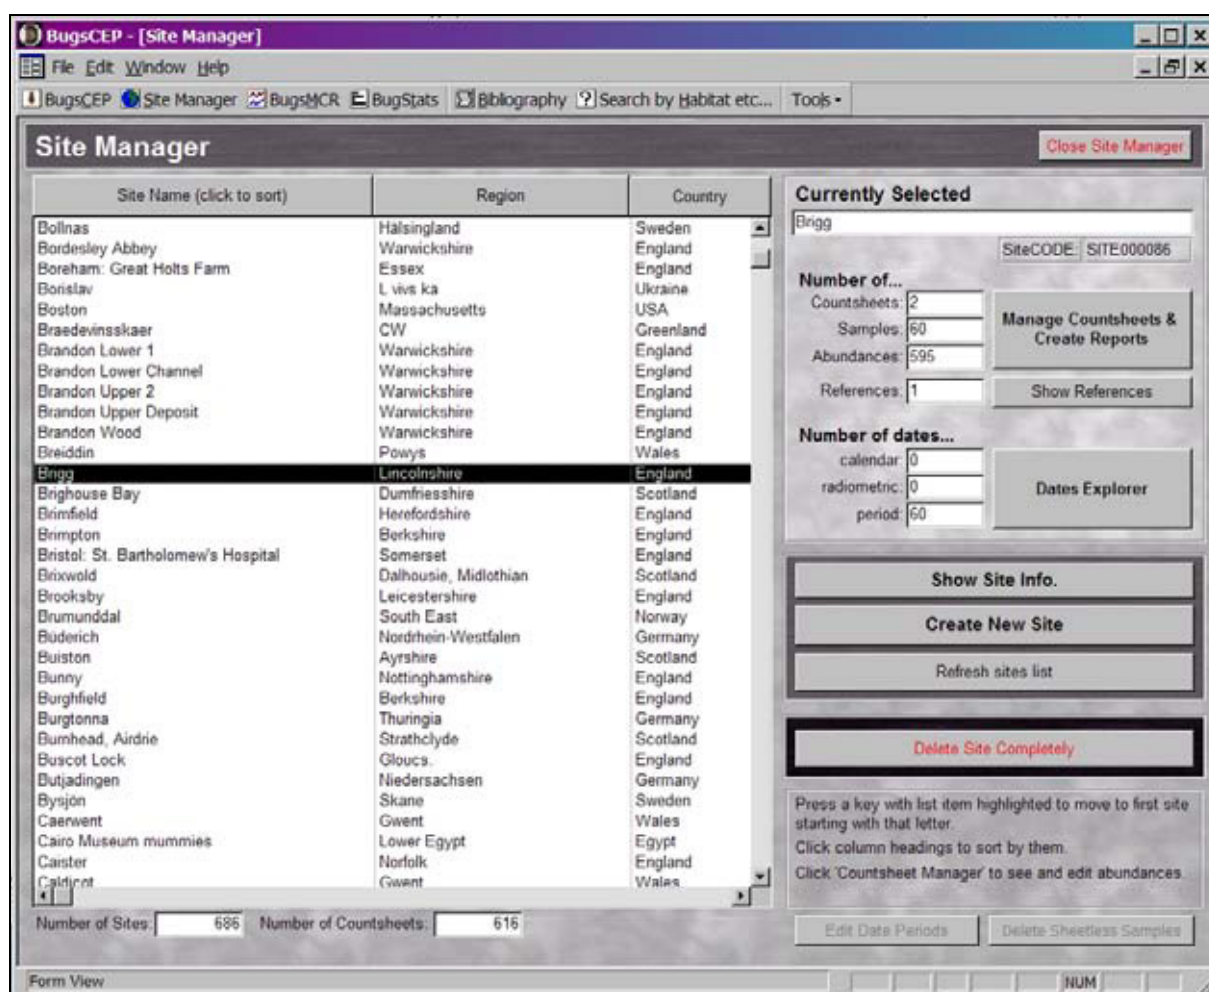 BugsCEP - [Site Manager]
File Edit Window Help
BugsCEP Site Manager BugsMCR BugStats Bibliography Search by Habitat etc... Tools
Site Manager
Close Site Manager
Site Name (click to sort) Region Country
Bollnas Hälsingland Sweden
Bordesley Abbey Warwickshire England
Boreham: Great Holts Farm Essex England
Borislav L vivs ka Ukraine
Boston Massachusetts USA
Braedevinsskaer CW Greenland
Brandon Lower 1 Warwickshire England
Brandon Lower Channel Warwickshire England
Brandon Upper 2 Warwickshire England
Brandon Upper Deposit Warwickshire England
Brandon Wood Warwickshire England
Breiddin Powys Wales
Brigg Lincolnshire England
Brighouse Bay Dumfriesshire Scotland
Brimfield Herefordshire England
Brimpton Berkshire England
Bristol: St. Bartholomew's Hospital Somerset England
Brixwold Dalhousie, Midlothian Scotland
Brooksby Leicestershire England
Brumunddal South East Norway
Büderich Nordrhein-Westfalen Germany
Buiston Ayrshire Scotland
Bunny Nottinghamshire England
Burghfield Berkshire England
Burgtonna Thuringia Germany
Burnhead, Airdrie Strathclyde Scotland
Buscot Lock Gloucs. England
Butjadingen Niedersachsen Germany
Bysjön Skane Sweden
Caerwent Gwent Wales
Cairo Museum mummies Lower Egypt Egypt
Caister Norfolk England
Caldicot Gwent Wales
Number of Sites: 686 Number of Countsheets: 616
Currently Selected
Brigg
SiteCODE: SITE000086
Number of...
Countsheets: 2
Samples: 60
Abundances: 595
Manage Countsheets &
Create Reports
References: 1
Show References
Number of dates...
calendar: 0
radiometric: 0
period: 60
Dates Explorer
Show Site Info.
Create New Site
Refresh sites list
Delete Site Completely
Press a key with list item highlighted to move to first site
starting with that letter.
Click column headings to sort by them.
Click 'Countsheet Manager' to see and edit abundances.
Edit Date Periods Delete Sheetless Samples
Form View NUM